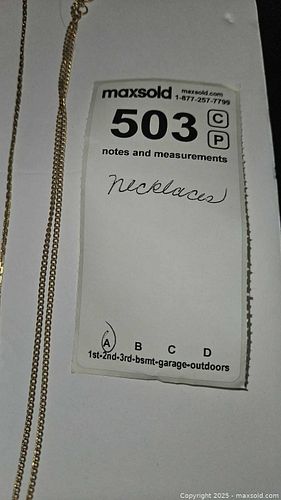 maxsold maxsold.com
1-877-257-7799
503 C
P
notes and measurements
necklaces
A B C D
1st-2nd-3rd-bsmt-garage-outdoors
Copyright © 2025 - maxsold.com